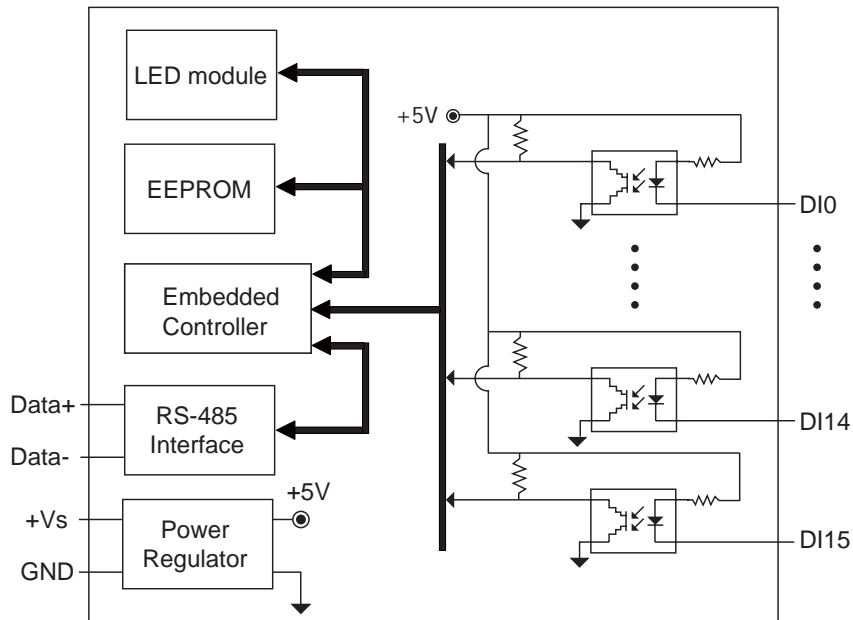 LED module
+5V
EEPROM
DI0
Embedded
Controller
Data+
RS-485
Interface
DI14
Data-
+5V
+Vs
Power
Regulator
DI15
GND